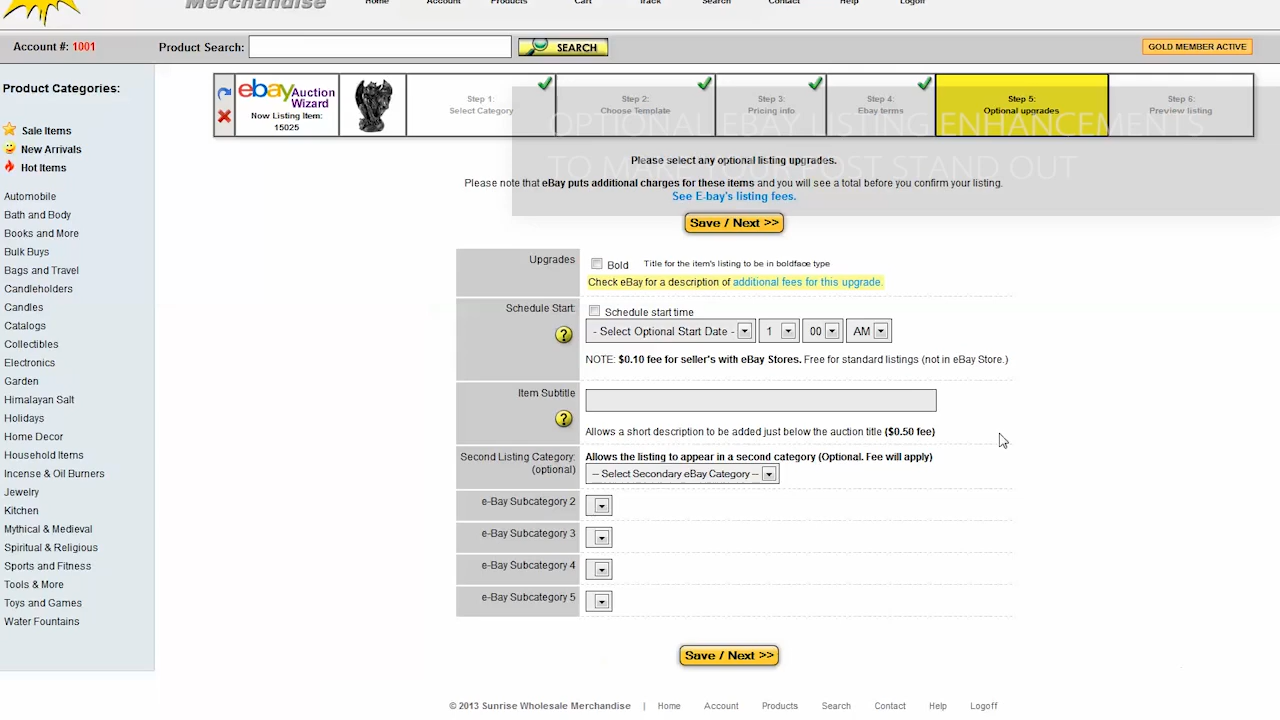 Merchandise
Home Account Products Cart Track Search Contact Help Logoff
Account #: 1001
Product Search:
SEARCH
GOLD MEMBER ACTIVE
Product Categories:
Sale Items
New Arrivals
Hot Items
Automobile
Bath and Body
Books and More
Bulk Buys
Bags and Travel
Candleholders
Candles
Catalogs
Collectibles
Electronics
Garden
Himalayan Salt
Holidays
Home Decor
Household Items
Incense & Oil Burners
Jewelry
Kitchen
Mythical & Medieval
Spiritual & Religious
Sports and Fitness
Tools & More
Toys and Games
Water Fountains
ebay Auction
Wizard
Now Listing Item:
15025
Step 1:
Select Category
Step 2:
Choose Template
Step 3:
Pricing info.
Step 4:
Ebay terms
Step 5:
Optional upgrades
Step 6:
Preview listing
OPTIONAL EBAY LISTING ENHANCEMENTS
TO MAKE YOUR POST STAND OUT
Please select any optional listing upgrades.
Please note that eBay puts additional charges for these items and you will see a total before you confirm your listing.
See E-bay's listing fees.
Save / Next >>
Upgrades
Bold Title for the item's listing to be in boldface type
Check eBay for a description of additional fees for this upgrade.
Schedule Start:
?
Schedule start time
- Select Optional Start Date - 1 00 AM
NOTE: $0.10 fee for seller's with eBay Stores. Free for standard listings (not in eBay Store.)
Item Subtitle
?
Allows a short description to be added just below the auction title ($0.50 fee)
Second Listing Category:
(optional)
Allows the listing to appear in a second category (Optional. Fee will apply)
-- Select Secondary eBay Category --
e-Bay Subcategory 2
e-Bay Subcategory 3
e-Bay Subcategory 4
e-Bay Subcategory 5
Save / Next >>
© 2013 Sunrise Wholesale Merchandise | Home Account Products Search Contact Help Logoff